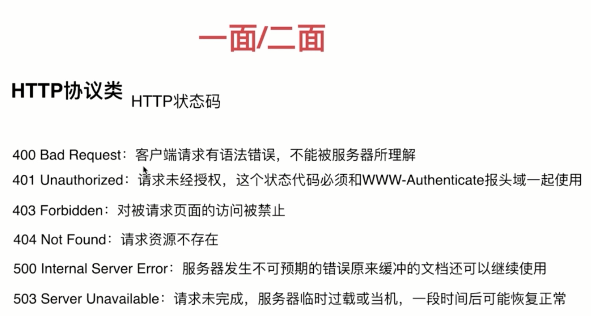 一面/二面
HTTP协议类
HTTP状态码
400 Bad Request：客户端请求有语法错误，不能被服务器所理解
401 Unauthorized：请求未经授权，这个状态代码必须和WWW-Authenticate报头域一起使用
403 Forbidden：对被请求页面的访问被禁止
404 Not Found：请求资源不存在
500 Internal Server Error：服务器发生不可预期的错误原来缓冲的文档还可以继续使用
503 Server Unavailable：请求未完成，服务器临时过载或当机，一段时间后可能恢复正常